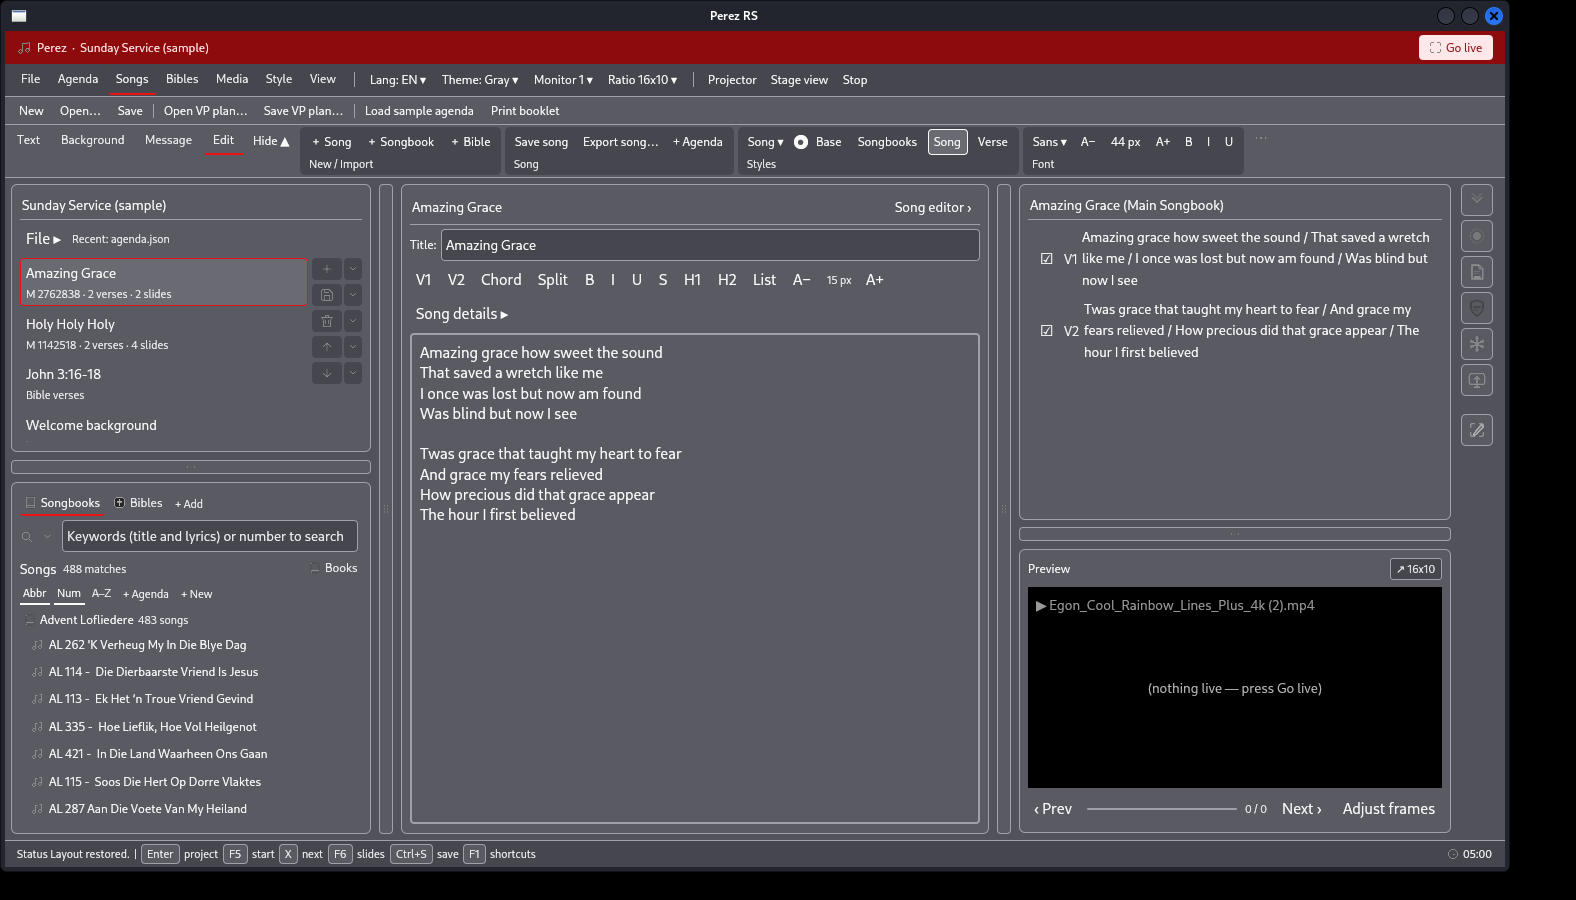 Perez RS
Perez · Sunday Service (sample)
Go live
File Agenda Songs Bibles Media Style View Lang: EN ▾ Theme: Gray ▾ Monitor 1 ▾ Ratio 16x10 ▾ Projector Stage view Stop
New Open... Save Open VP plan... Save VP plan... Load sample agenda Print booklet
Text Background Message Edit Hide ▲
+ Song + Songbook + Bible
New / Import
Save song Export song... + Agenda
Song
Song ▾ Base Songbooks Song Verse
Styles
Sans ▾ A− 44 px A+ B I U
Font
Sunday Service (sample)
File ▸ Recent: agenda.json
Amazing Grace
M 2762838 · 2 verses · 2 slides
Holy Holy Holy
M 1142518 · 2 verses · 4 slides
John 3:16-18
Bible verses
Welcome background
Songbooks Bibles + Add
Keywords (title and lyrics) or number to search
Songs 488 matches Books
Abbr Num A–Z + Agenda + New
Advent Lofliedere 483 songs
AL 262 'K Verheug My In Die Blye Dag
AL 114 - Die Dierbaarste Vriend Is Jesus
AL 113 - Ek Het 'n Troue Vriend Gevind
AL 335 - Hoe Lieflik, Hoe Vol Heilgenot
AL 421 - In Die Land Waarheen Ons Gaan
AL 115 - Soos Die Hert Op Dorre Vlaktes
AL 287 Aan Die Voete Van My Heiland
Amazing Grace Song editor ›
Title: Amazing Grace
V1 V2 Chord Split B I U S H1 H2 List A− 15 px A+
Song details ▸
Amazing grace how sweet the sound
That saved a wretch like me
I once was lost but now am found
Was blind but now I see
Twas grace that taught my heart to fear
And grace my fears relieved
How precious did that grace appear
The hour I first believed
Amazing Grace (Main Songbook)
Amazing grace how sweet the sound / That saved a wretch
V1 like me / I once was lost but now am found / Was blind but
now I see
Twas grace that taught my heart to fear / And grace my
V2 fears relieved / How precious did that grace appear / The
hour I first believed
Preview ↗ 16x10
▶ Egon_Cool_Rainbow_Lines_Plus_4k (2).mp4
(nothing live — press Go live)
‹ Prev 0 / 0 Next › Adjust frames
Status Layout restored. | Enter project F5 start X next F6 slides Ctrl+S save F1 shortcuts
05:00